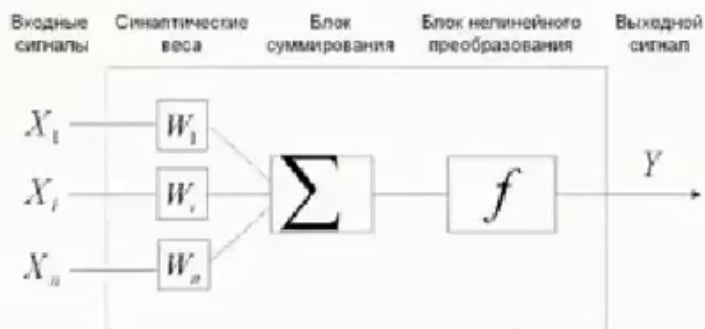 Входные сигналы
Синаптические веса
Блок суммирования
Блок нелинейного преобразования
Выходной сигнал
X₁
W₁
Xᵢ
Wᵢ
∑
f
Y
Xₙ
Wₙ